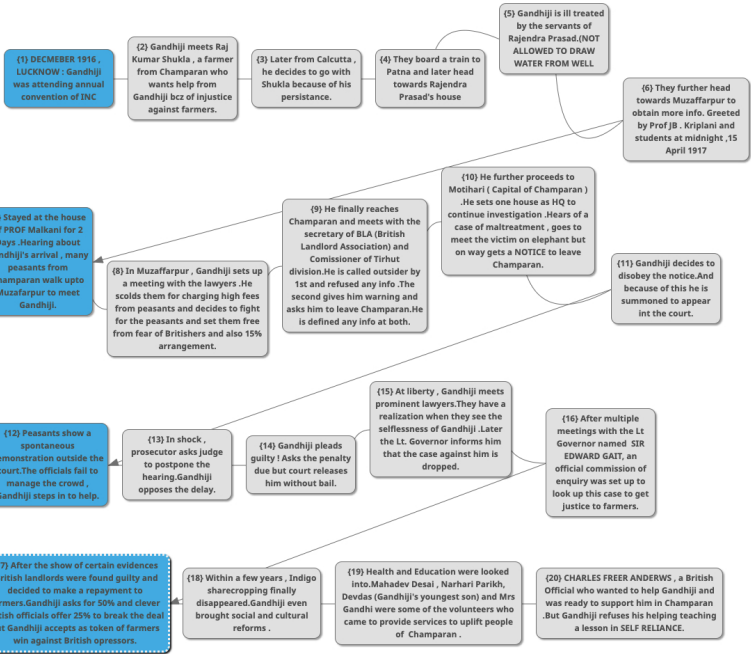 {1} DECMEBER 1916 ,
LUCKNOW : Gandhiji
was attending annual
convention of INC
{2} Gandhiji meets Raj
Kumar Shukla , a farmer
from Champaran who
wants help from
Gandhiji bcz of injustice
against farmers.
{3} Later from Calcutta ,
he decides to go with
Shukla because of his
persistance.
{4} They board a train to
Patna and later head
towards Rajendra
Prasad's house
{5} Gandhiji is ill treated
by the servants of
Rajendra Prasad.(NOT
ALLOWED TO DRAW
WATER FROM WELL
{6} They further head
towards Muzaffarpur to
obtain more info. Greeted
by Prof JB . Kriplani and
students at midnight ,15
April 1917
Stayed at the house
PROF Malkani for 2
.Hearing about
arrival , many
peasants from
walk upto
Muzafarpur to meet
Gandhiji.
{8} In Muzaffarpur , Gandhiji sets up
a meeting with the lawyers .He
scolds them for charging high fees
from peasants and decides to fight
for the peasants and set them free
from fear of Britishers and also 15%
arrangement.
{9} He finally reaches
Champaran and meets with the
secretary of BLA (British
Landlord Association) and
Comissioner of Tirhut
division.He is called outsider by
1st and refused any info .The
second gives him warning and
asks him to leave Champaran.He
is defined any info at both.
{10} He further proceeds to
Motihari ( Capital of Champaran )
.He sets one house as HQ to
continue investigation .Hears of a
case of maltreatment , goes to
meet the victim on elephant but
on way gets a NOTICE to leave
Champaran.
{11} Gandhiji decides to
disobey the notice.And
because of this he is
summoned to appear
int the court.
{12} Peasants show a
spontaneous
outside the
court.The officials fail to
manage the crowd ,
Gandhiji steps in to help.
{13} In shock ,
prosecutor asks judge
to postpone the
hearing.Gandhiji
opposes the delay.
{14} Gandhiji pleads
guilty ! Asks the penalty
due but court releases
him without bail.
{15} At liberty , Gandhiji meets
prominent lawyers.They have a
realization when they see the
selflessness of Gandhiji .Later
the Lt. Governor informs him
that the case against him is
dropped.
{16} After multiple
meetings with the Lt
Governor named SIR
EDWARD GAIT, an
official commission of
enquiry was set up to
look up this case to get
justice to farmers.
7} After the show of certain evidences
landlords were found guilty and
decided to make a repayment to
asks for 50% and clever
officials offer 25% to break the deal
Gandhiji accepts as token of farmers
win against British opressors.
{18} Within a few years , Indigo
sharecropping finally
disappeared.Gandhiji even
brought social and cultural
reforms .
{19} Health and Education were looked
into.Mahadev Desai , Narhari Parikh,
Devdas (Gandhiji's youngest son) and Mrs
Gandhi were some of the volunteers who
came to provide services to uplift people
of Champaran .
{20} CHARLES FREER ANDERWS , a British
Official who wanted to help Gandhiji and
was ready to support him in Champaran
.But Gandhiji refuses his helping teaching
a lesson in SELF RELIANCE.